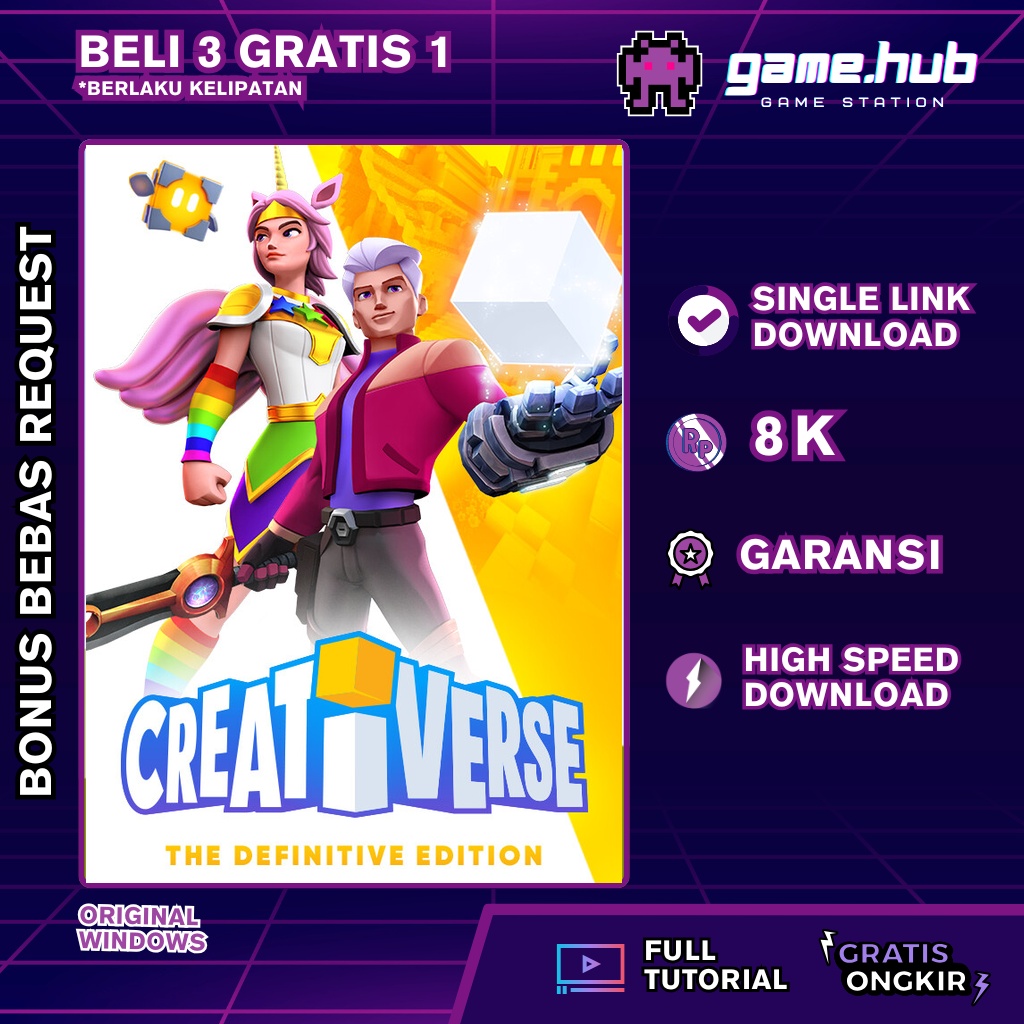 BELI 3 GRATIS 1
*BERLAKU KELIPATAN
game.hub
GAME STATION
BONUS BEBAS REQUEST
CREATIVERSE
THE DEFINITIVE EDITION
SINGLE LINK
DOWNLOAD
Rp
8K
GARANSI
HIGH SPEED
DOWNLOAD
ORIGINAL
WINDOWS
FULL
TUTORIAL
GRATIS
ONGKIR